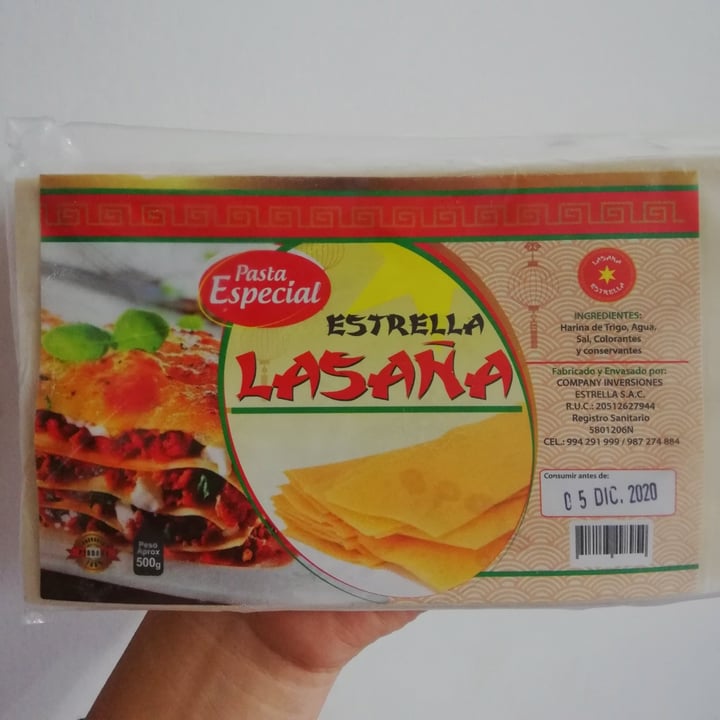 Pasta
Especial
ESTRELLA
LASAÑA
LASAÑA
ESTRELLA
INGREDIENTES:
Harina de Trigo, Agua,
Sal, Colorantes
y conservantes
Fabricado y Envasado por:
COMPANY INVERSIONES
ESTRELLA S.A.C.
R.U.C.: 20512627944
Registro Sanitario
5801206N
CEL.: 994 291 999 / 987 274 884
Consumir antes de:
05 DIC. 2020
Peso
Aprox
500g